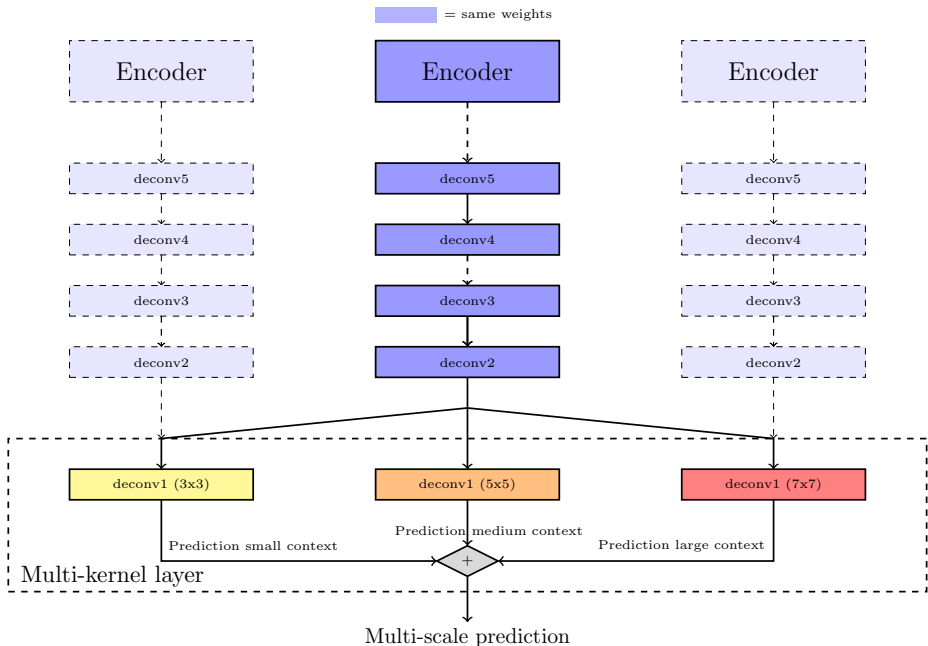 = same weights
Encoder Encoder Encoder
deconv5 deconv5 deconv5
deconv4 deconv4 deconv4
deconv3 deconv3 deconv3
deconv2 deconv2 deconv2
deconv1 (3x3) deconv1 (5x5) deconv1 (7x7)
Prediction medium context
Prediction small context Prediction large context
+
Multi-kernel layer
Multi-scale prediction